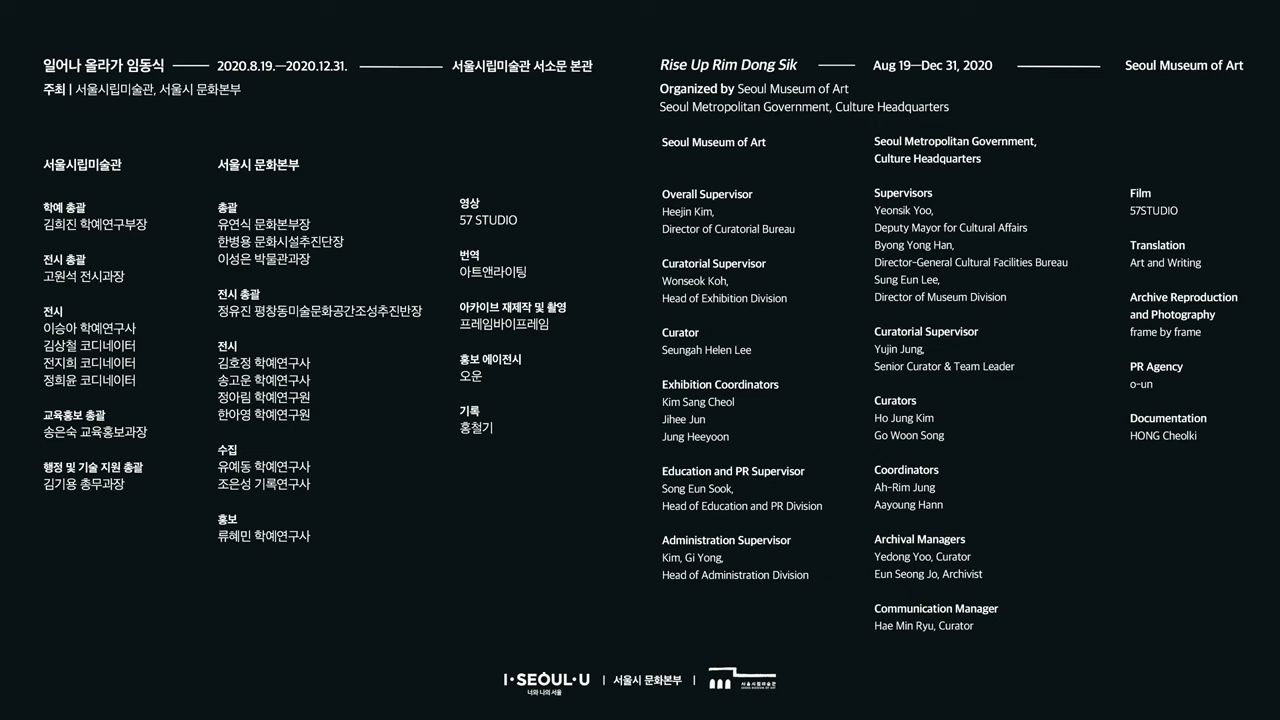 일어나 올라가 임동식 2020.8.19.—2020.12.31. 서울시립미술관 서소문 본관
주최 | 서울시립미술관, 서울시 문화본부
서울시립미술관
학예 총괄
김희진 학예연구부장
전시 총괄
고원석 전시과장
전시
이승아 학예연구사
김상철 코디네이터
전지희 코디네이터
정희윤 코디네이터
교육홍보 총괄
송은숙 교육홍보과장
행정 및 기술 지원 총괄
김기용 총무과장
서울시 문화본부
총괄
유연식 문화본부장
한병용 문화시설추진단장
이성은 박물관과장
전시 총괄
정유진 평창동미술문화공간조성추진반장
전시
김호정 학예연구사
송고운 학예연구사
정아림 학예연구원
한아영 학예연구원
수집
유예동 학예연구사
조은성 기록연구사
홍보
류혜민 학예연구사
영상
57 STUDIO
번역
아트앤라이팅
아카이브 재제작 및 촬영
프레임바이프레임
홍보 에이전시
오운
기록
홍철기
Rise Up Rim Dong Sik Aug 19—Dec 31, 2020 Seoul Museum of Art
Organized by Seoul Museum of Art
Seoul Metropolitan Government, Culture Headquarters
Seoul Museum of Art
Overall Supervisor
Heejin Kim,
Director of Curatorial Bureau
Curatorial Supervisor
Wonseok Koh,
Head of Exhibition Division
Curator
Seungah Helen Lee
Exhibition Coordinators
Kim Sang Cheol
Jihee Jun
Jung Heeyoon
Education and PR Supervisor
Song Eun Sook,
Head of Education and PR Division
Administration Supervisor
Kim, Gi Yong,
Head of Administration Division
Seoul Metropolitan Government,
Culture Headquarters
Supervisors
Yeonsik Yoo,
Deputy Mayor for Cultural Affairs
Byong Yong Han,
Director-General Cultural Facilities Bureau
Sung Eun Lee,
Director of Museum Division
Curatorial Supervisor
Yujin Jung,
Senior Curator & Team Leader
Curators
Ho Jung Kim
Go Woon Song
Coordinators
Ah-Rim Jung
Aayoung Hann
Archival Managers
Yedong Yoo, Curator
Eun Seong Jo, Archivist
Communication Manager
Hae Min Ryu, Curator
Film
57STUDIO
Translation
Art and Writing
Archive Reproduction
and Photography
frame by frame
PR Agency
o-un
Documentation
HONG Cheolki
I·SEOUL·U | 서울시 문화본부 | 서울시립미술관
너와 나의 서울
SEOUL MUSEUM OF ART